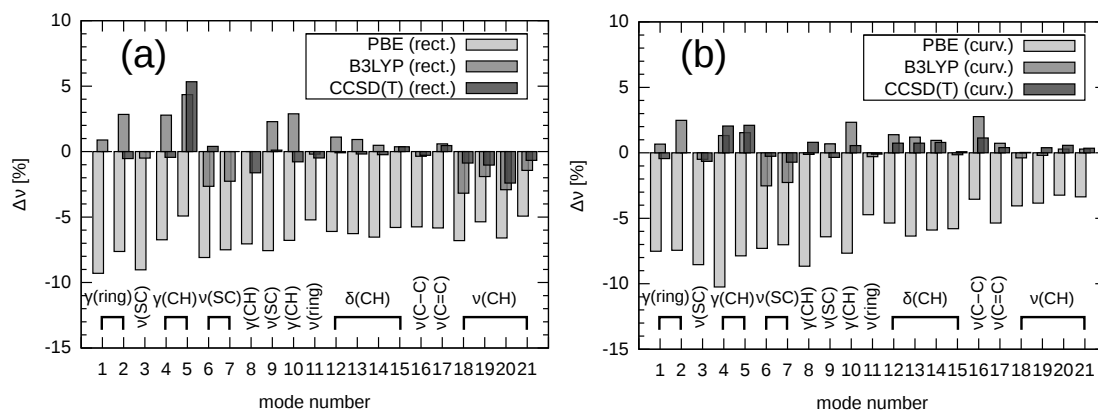 (a)
PBE (rect.)
B3LYP (rect.)
CCSD(T) (rect.)
10
5
0
-5
-10
-15
Δν [%]
γ(ring)
ν(SC)
γ(CH)
ν(SC)
γ(CH)
ν(SC)
γ(CH)
ν(ring)
δ(CH)
ν(C−C)
ν(C=C)
ν(CH)
1 2 3 4 5 6 7 8 9 10 11 12 13 14 15 16 17 18 19 20 21
mode number
(b)
PBE (curv.)
B3LYP (curv.)
CCSD(T) (curv.)
10
5
0
-5
-10
-15
Δν [%]
γ(ring)
ν(SC)
γ(CH)
ν(SC)
γ(CH)
ν(SC)
γ(CH)
ν(ring)
δ(CH)
ν(C−C)
ν(C=C)
ν(CH)
1 2 3 4 5 6 7 8 9 10 11 12 13 14 15 16 17 18 19 20 21
mode number